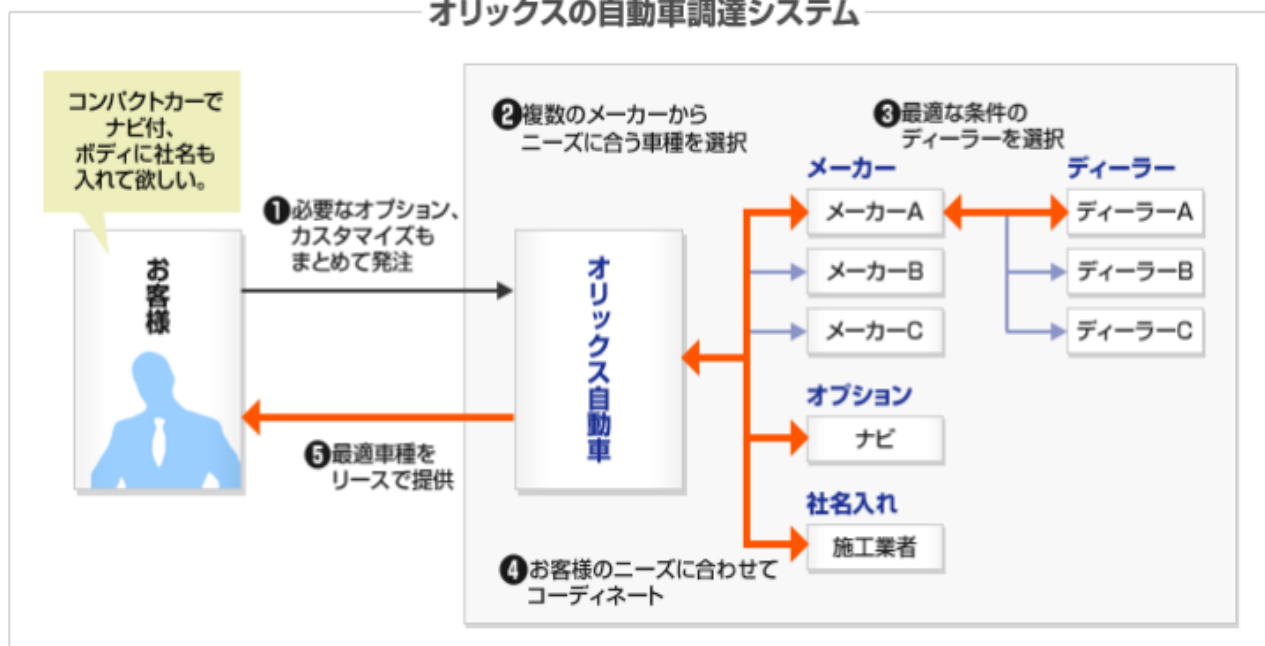 オリックスの自動車調達システム
コンパクトカーで
ナビ付、
ボディに社名も
入れて欲しい。
お客様
❶必要なオプション、
カスタマイズも
まとめて発注
❺最適車種を
リースで提供
オリックス自動車
❷複数のメーカーから
ニーズに合う車種を選択
❸最適な条件の
ディーラーを選択
メーカー
メーカーA
メーカーB
メーカーC
ディーラー
ディーラーA
ディーラーB
ディーラーC
オプション
ナビ
社名入れ
施工業者
❹お客様のニーズに合わせて
コーディネート